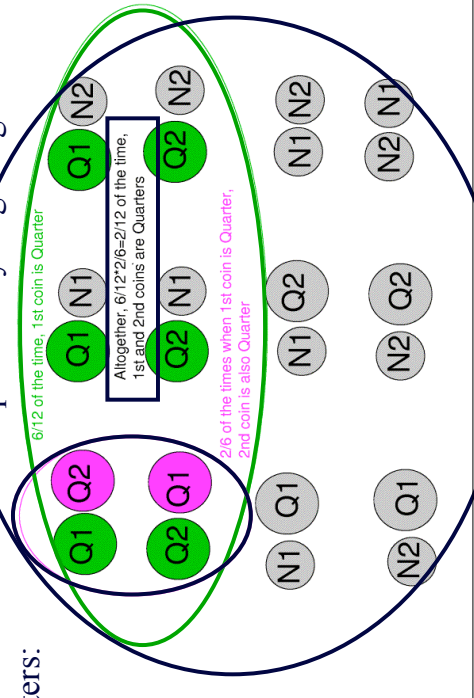 ters:
6/12 of the time, 1st coin is Quarter
Q1 Q2 Q1 N1 Q1 N2
Altogether, 6/12*2/6=2/12 of the time,
1st and 2nd coins are Quarters
Q2 Q1 Q2 N1 Q2 N2
2/6 of the times when 1st coin is Quarter,
2nd coin is also Quarter
N1 Q1 N1 Q2 N1 N2
N2 Q1 N2 Q2 N2 N1